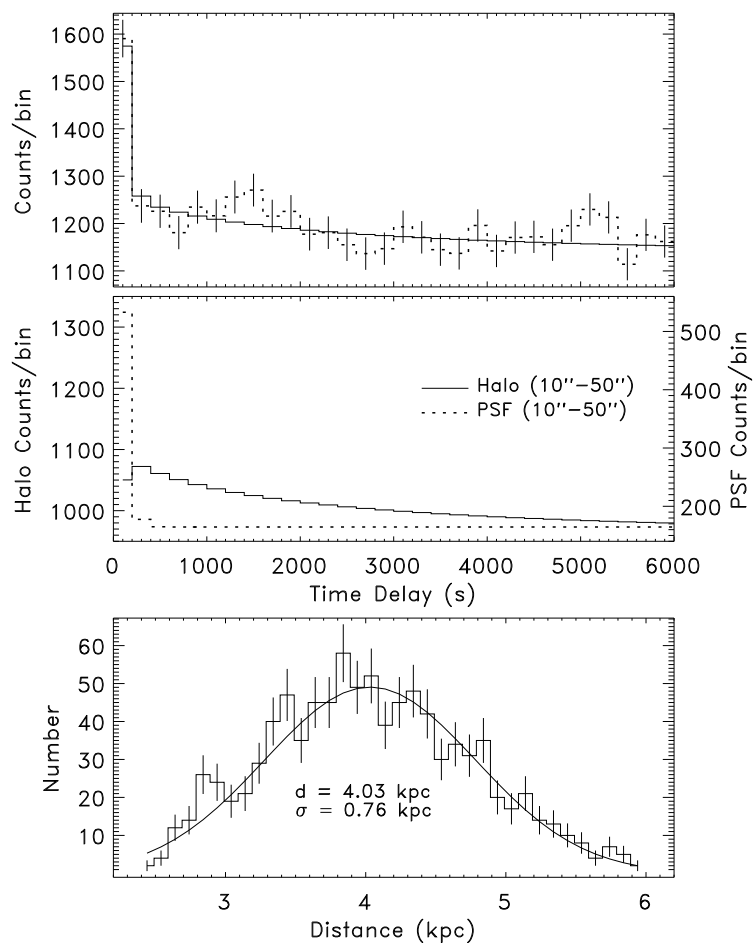 1600
1500
1400
1300
1200
1100
Counts/bin
1300
1200
1100
1000
Halo Counts/bin
500
400
300
200
PSF Counts/bin
Halo (10"−50")
PSF (10"−50")
0 1000 2000 3000 4000 5000 6000
Time Delay (s)
60
50
40
30
20
10
Number
d = 4.03 kpc
σ = 0.76 kpc
3 4 5 6
Distance (kpc)